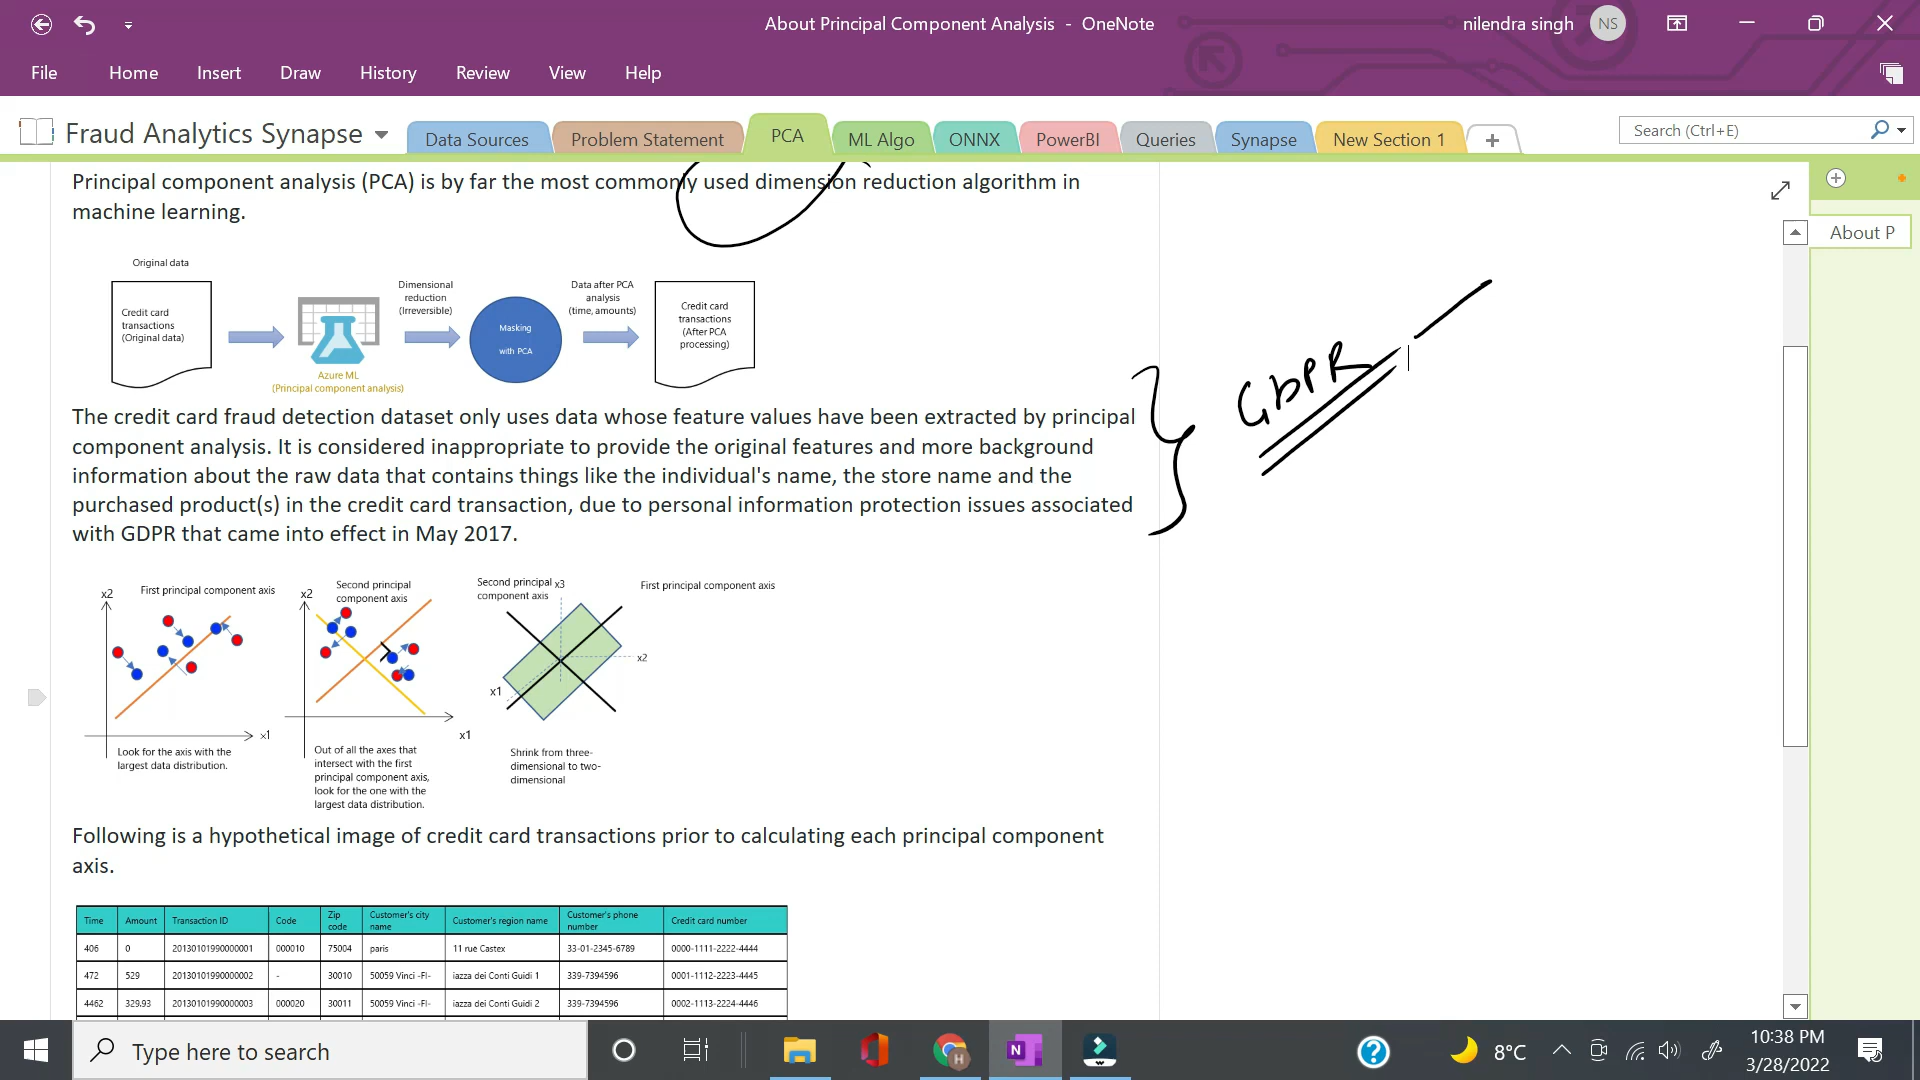 About Principal Component Analysis - OneNote
nilendra singh NS
File Home Insert Draw History Review View Help
Fraud Analytics Synapse Data Sources Problem Statement PCA ML Algo ONNX PowerBI Queries Synapse New Section 1 + Search (Ctrl+E)
About P
Principal component analysis (PCA) is by far the most commonly used dimension reduction algorithm in
machine learning.
Original data
Credit card
transactions
(Original data)
Azure ML
(Principal component analysis)
Dimensional
reduction
(Irreversible)
Masking
with PCA
Data after PCA
analysis
(time, amounts)
Credit card
transactions
(After PCA
processing)
GDPR
The credit card fraud detection dataset only uses data whose feature values have been extracted by principal
component analysis. It is considered inappropriate to provide the original features and more background
information about the raw data that contains things like the individual's name, the store name and the
purchased product(s) in the credit card transaction, due to personal information protection issues associated
with GDPR that came into effect in May 2017.
x2
First principal component axis
x1
Look for the axis with the
largest data distribution.
x2
Second principal
component axis
x1
Out of all the axes that
intersect with the first
principal component axis,
look for the one with the
largest data distribution.
Second principal
component axis
x3
First principal component axis
x2
x1
Shrink from three-
dimensional to two-
dimensional
Following is a hypothetical image of credit card transactions prior to calculating each principal component
axis.
Time Amount Transaction ID Code Zip code Customer's city name Customer's region name Customer's phone number Credit card number
406 0 20130101990000001 000010 75004 paris 11 rue Castex 33-01-2345-6789 0000-1111-2222-4444
472 529 20130101990000002 - 30010 50059 Vinci -FI- iazza dei Conti Guidi 1 339-7394596 0001-1112-2223-4445
4462 329.93 20130101990000003 000020 30011 50059 Vinci -FI- iazza dei Conti Guidi 2 339-7394596 0002-1113-2224-4446
Type here to search
8°C
10:38 PM
3/28/2022